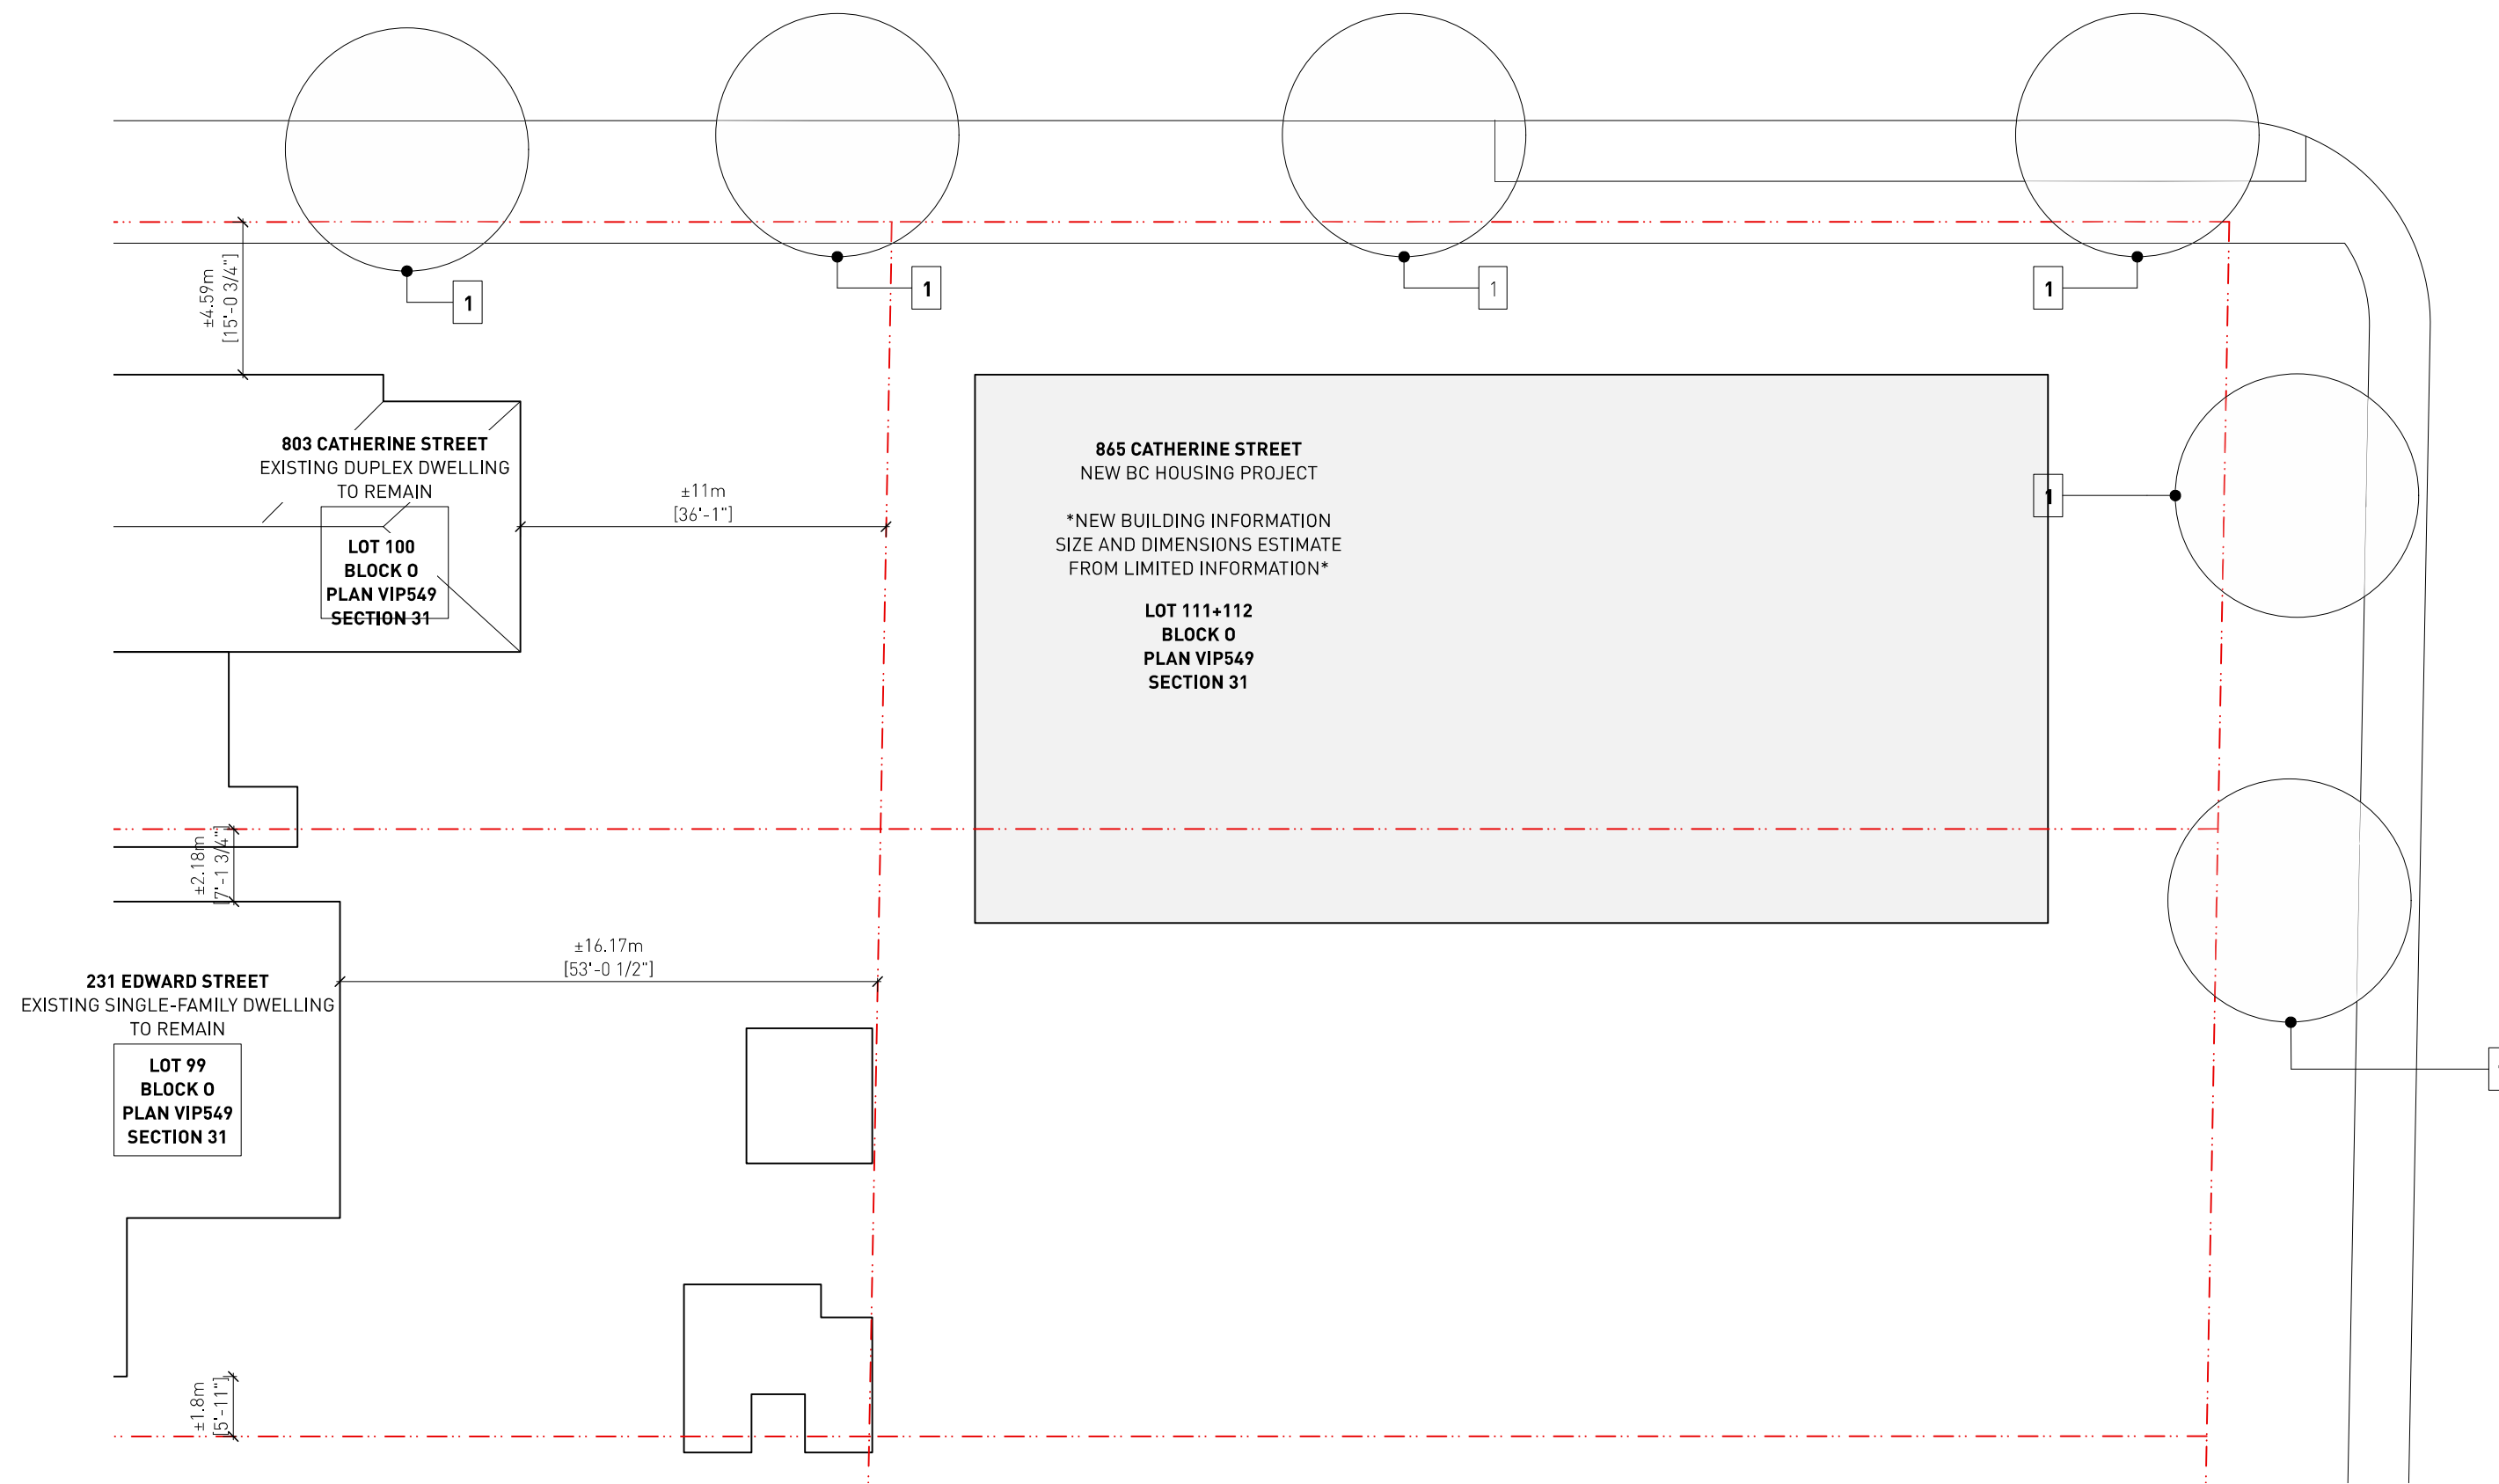 1
1
1
1
±4.59m
[15'-0 3/4"]
803 CATHERINE STREET
EXISTING DUPLEX DWELLING
TO REMAIN
LOT 100
BLOCK O
PLAN VIP549
SECTION 31
±11m
[36'-1"]
865 CATHERINE STREET
NEW BC HOUSING PROJECT
*NEW BUILDING INFORMATION
SIZE AND DIMENSIONS ESTIMATE
FROM LIMITED INFORMATION*
LOT 111+112
BLOCK O
PLAN VIP549
SECTION 31
1
±2.18m
[7'-1 3/4"]
231 EDWARD STREET
EXISTING SINGLE-FAMILY DWELLING
TO REMAIN
LOT 99
BLOCK O
PLAN VIP549
SECTION 31
±16.17m
[53'-0 1/2"]
±1.8m
[5'-11"]